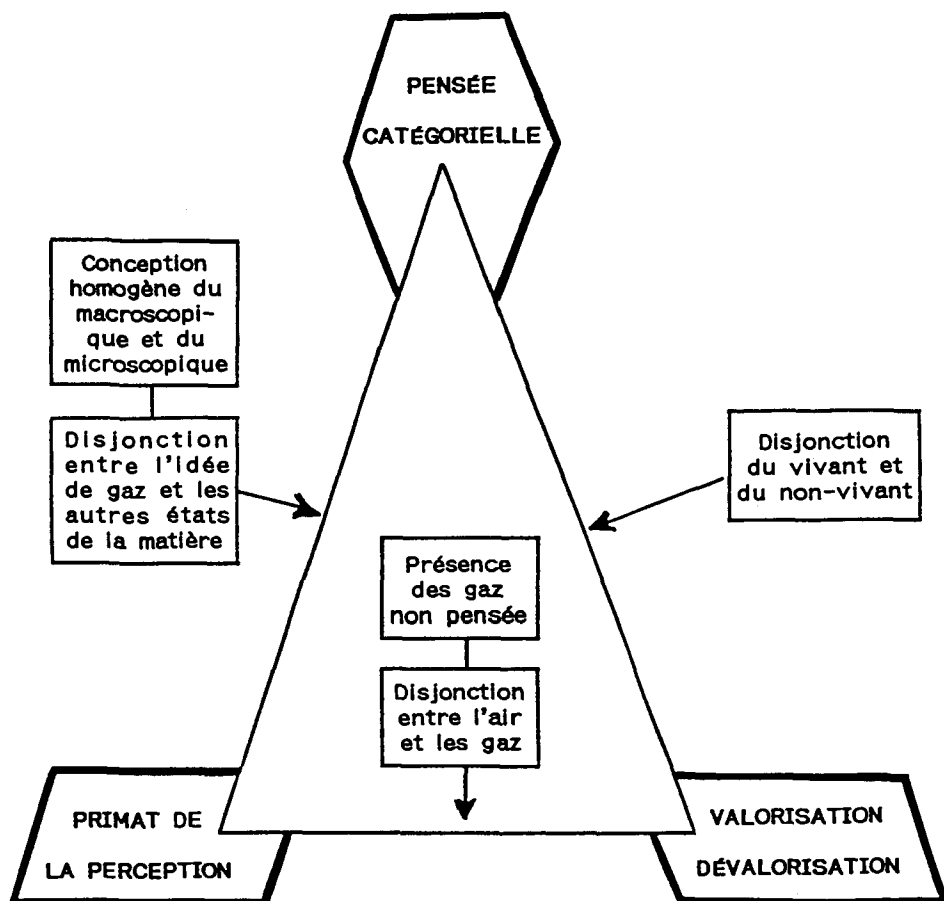 PENSÉE
CATÉGORIELLE
Conception
homogène du
macroscopi-
que et du
microscopique
Disjonction
entre l'idée
de gaz et les
autres états
de la matière
Disjonction
du vivant et
du non-vivant
Présence
des gaz
non pensée
Disjonction
entre l'air
et les gaz
PRIMAT DE
LA PERCEPTION
VALORISATION
DÉVALORISATION